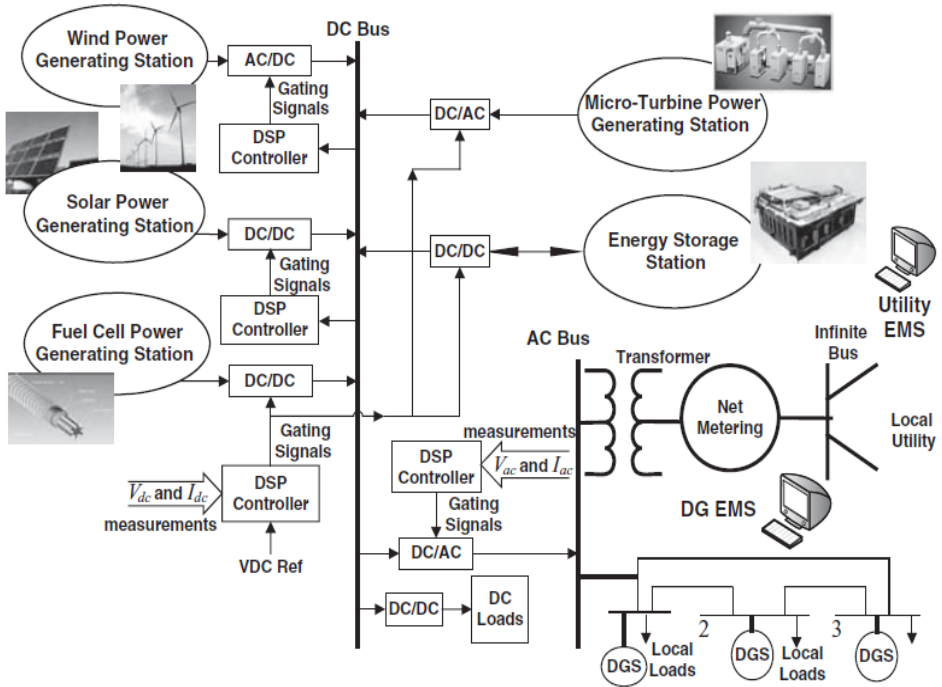 Wind Power
Generating Station
AC/DC
Gating
Signals
DSP
Controller
DC Bus
Solar Power
Generating Station
DC/DC
Gating
Signals
DSP
Controller
Fuel Cell Power
Generating Station
DC/DC
Gating
Signals
DSP
Controller
Vdc and Idc
measurements
VDC Ref
DC/AC
Micro-Turbine Power
Generating Station
DC/DC
Energy Storage
Station
Utility
EMS
AC Bus
Transformer
Net
Metering
Infinite
Bus
Local
Utility
measurements
Vac and Iac
DSP
Controller
Gating
Signals
DC/AC
DC/DC
DC
Loads
DG EMS
DGS
Local
Loads
2
DGS
Local
Loads
3
DGS